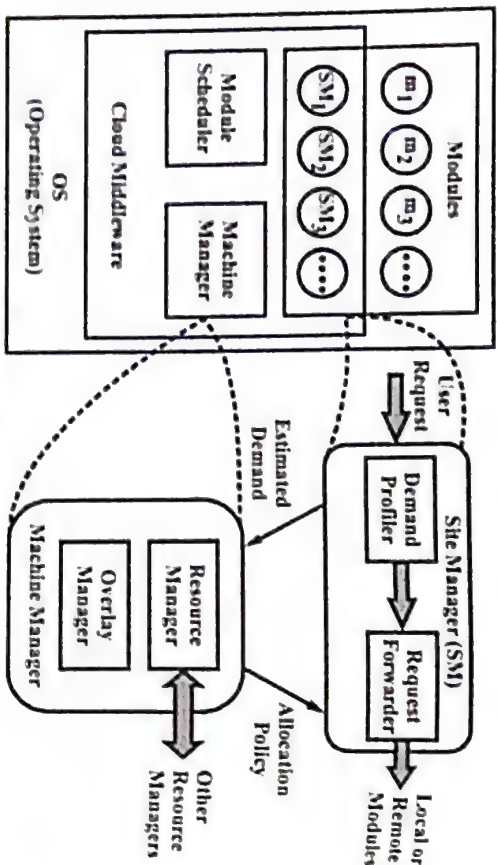 Modules
m1 m2 m3 ....
SM1 SM2 SM3 ....
Module
Scheduler
Machine
Manager
Cloud Middleware
OS
(Operating System)
User
Request
Site Manager (SM)
Demand
Profiler
Request
Forwarder
Local or
Remote
Modules
Estimated
Demand
Allocation
Policy
Resource
Manager
Overlay
Manager
Machine Manager
Other
Resource
Managers